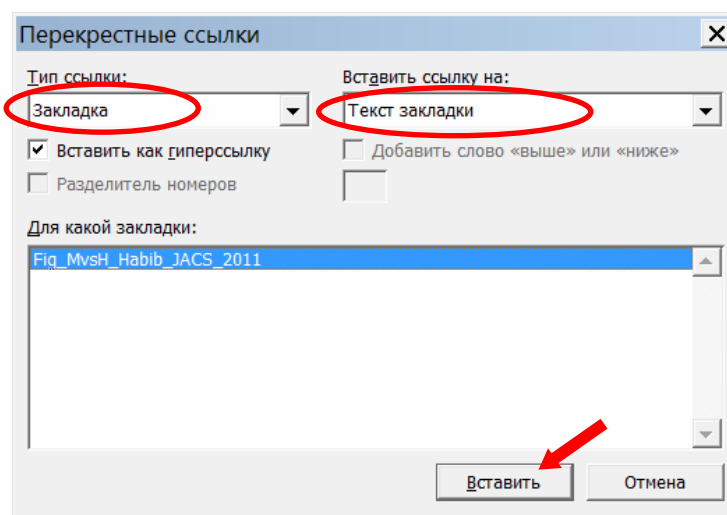 Перекрестные ссылки
Тип ссылки:
Вставить ссылку на:
Закладка
Текст закладки
Вставить как гиперссылку
Добавить слово «выше» или «ниже»
Разделитель номеров
Для какой закладки:
Fig_MvsH_Habib_JACS_2011
Вставить
Отмена